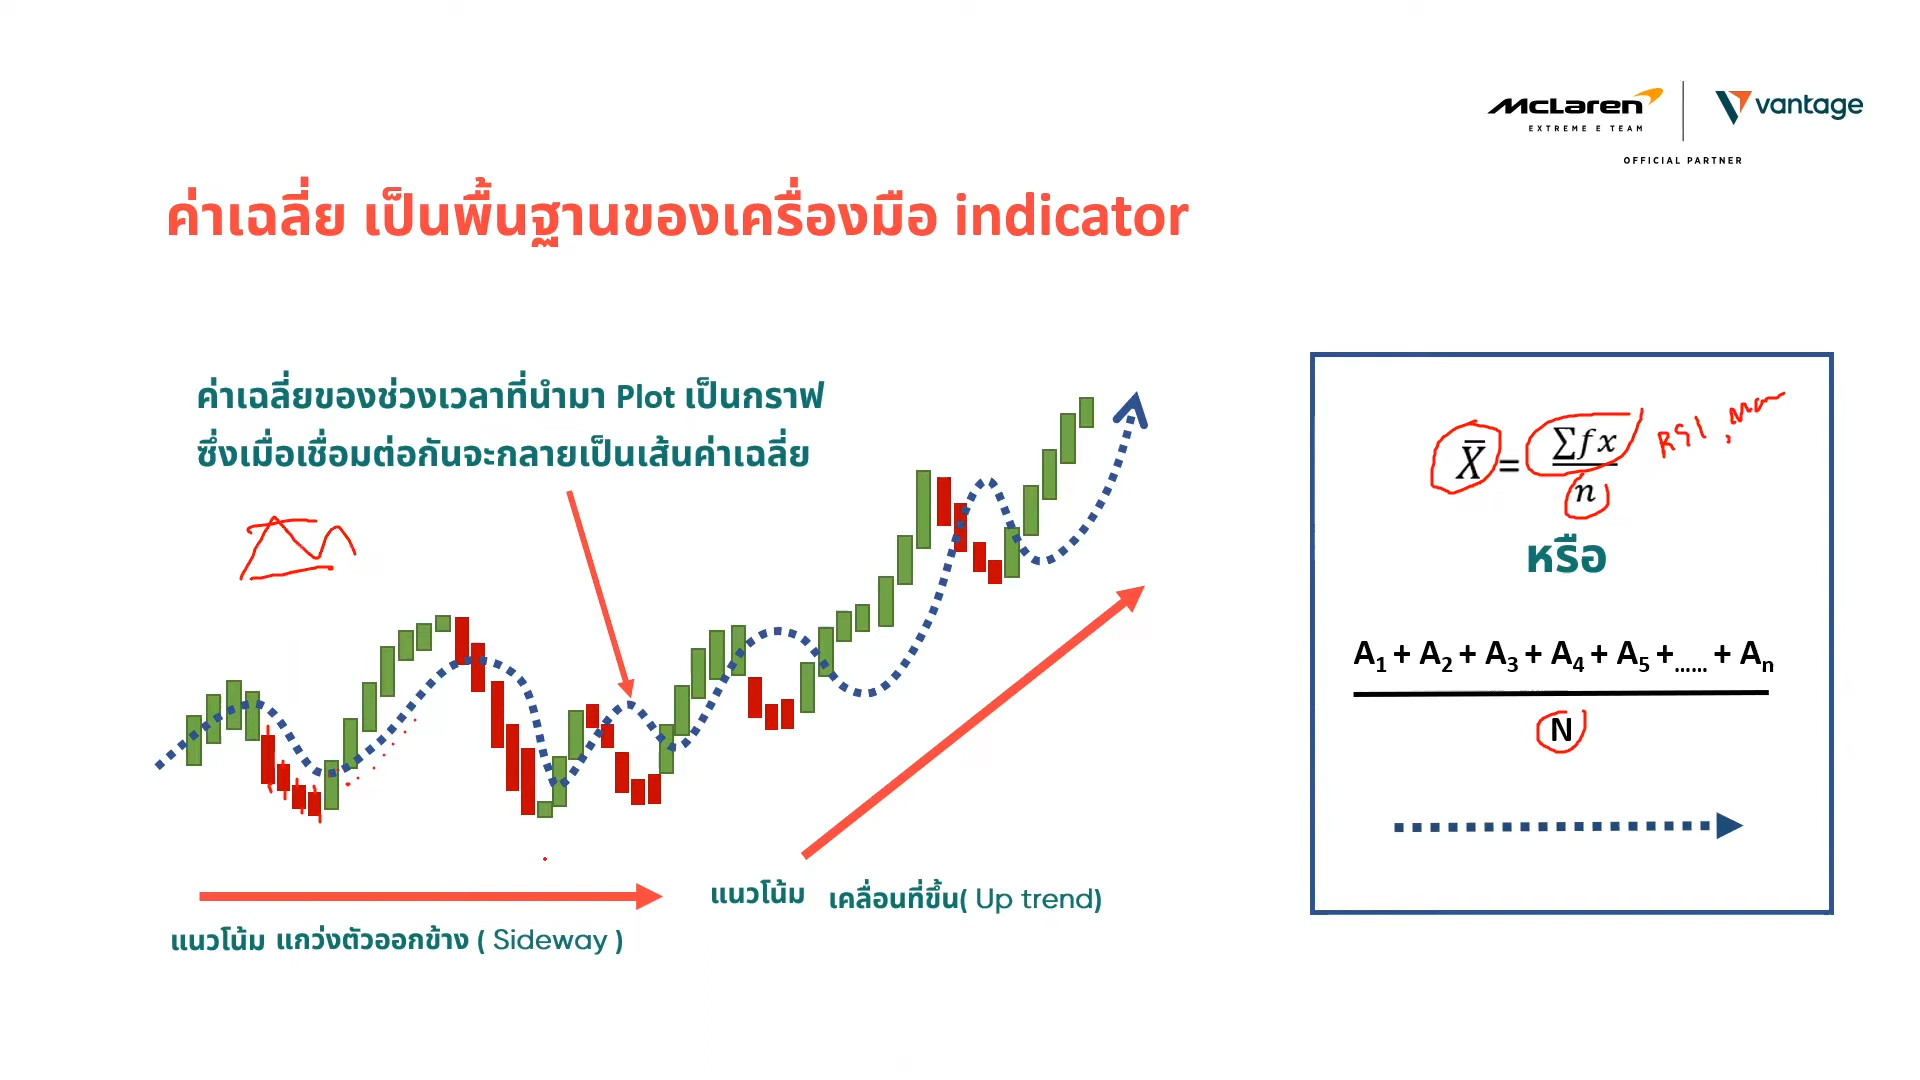 McLaren
EXTREME E TEAM
vantage
OFFICIAL PARTNER
ค่าเฉลี่ย เป็นพื้นฐานของเครื่องมือ indicator
ค่าเฉลี่ยของช่วงเวลาที่นำมา Plot เป็นกราฟ
ซึ่งเมื่อเชื่อมต่อกันจะกลายเป็นเส้นค่าเฉลี่ย
X̄ = ∑fx / n
RSI,
หรือ
A₁ + A₂ + A₃ + A₄ + A₅ +...... + Aₙ
N
แนวโน้ม เคลื่อนที่ขึ้น( Up trend)
แนวโน้ม แกว่งตัวออกข้าง ( Sideway )